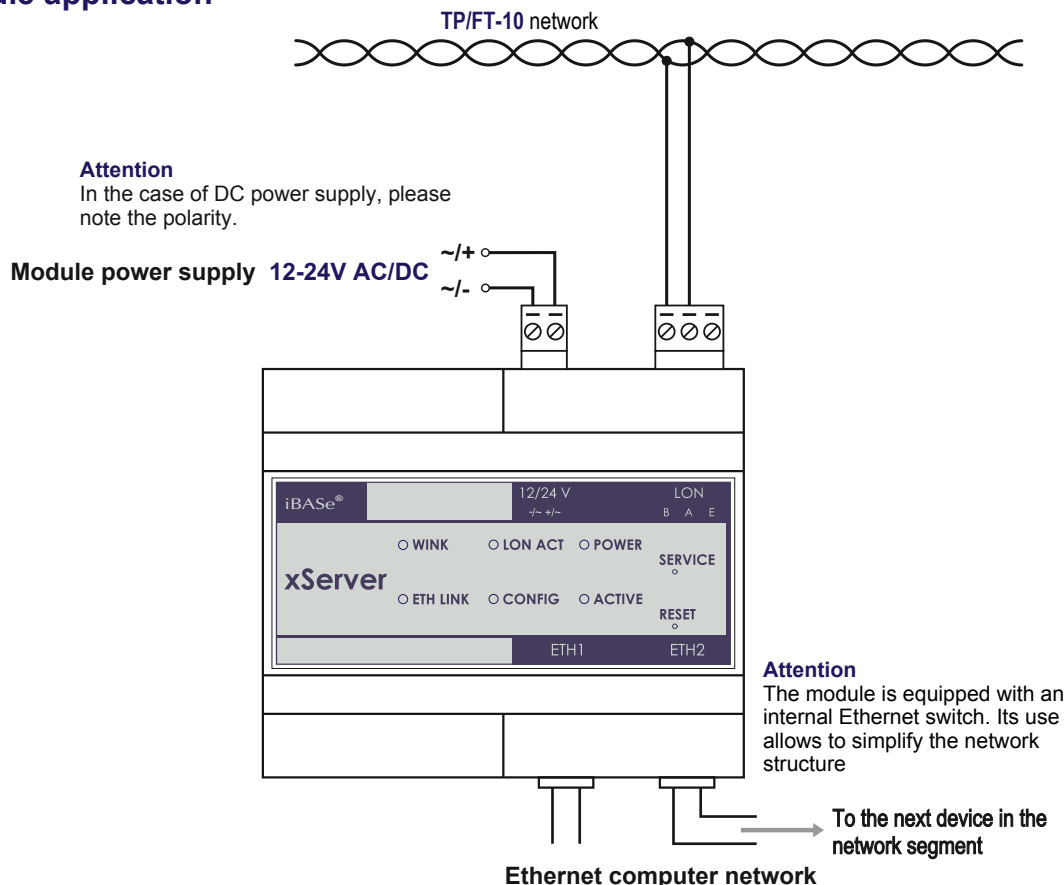 application
TP/FT-10 network
Attention
In the case of DC power supply, please
note the polarity.
~/+
Module power supply 12-24V AC/DC
~/-
iBASe®
12/24 V
-/~ +/~
LON
B A E
WINK
LON ACT
POWER
SERVICE
xServer
ETH LINK
CONFIG
ACTIVE
RESET
ETH1
ETH2
Attention
The module is equipped with an
internal Ethernet switch. Its use
allows to simplify the network
structure
To the next device in the
network segment
Ethernet computer network